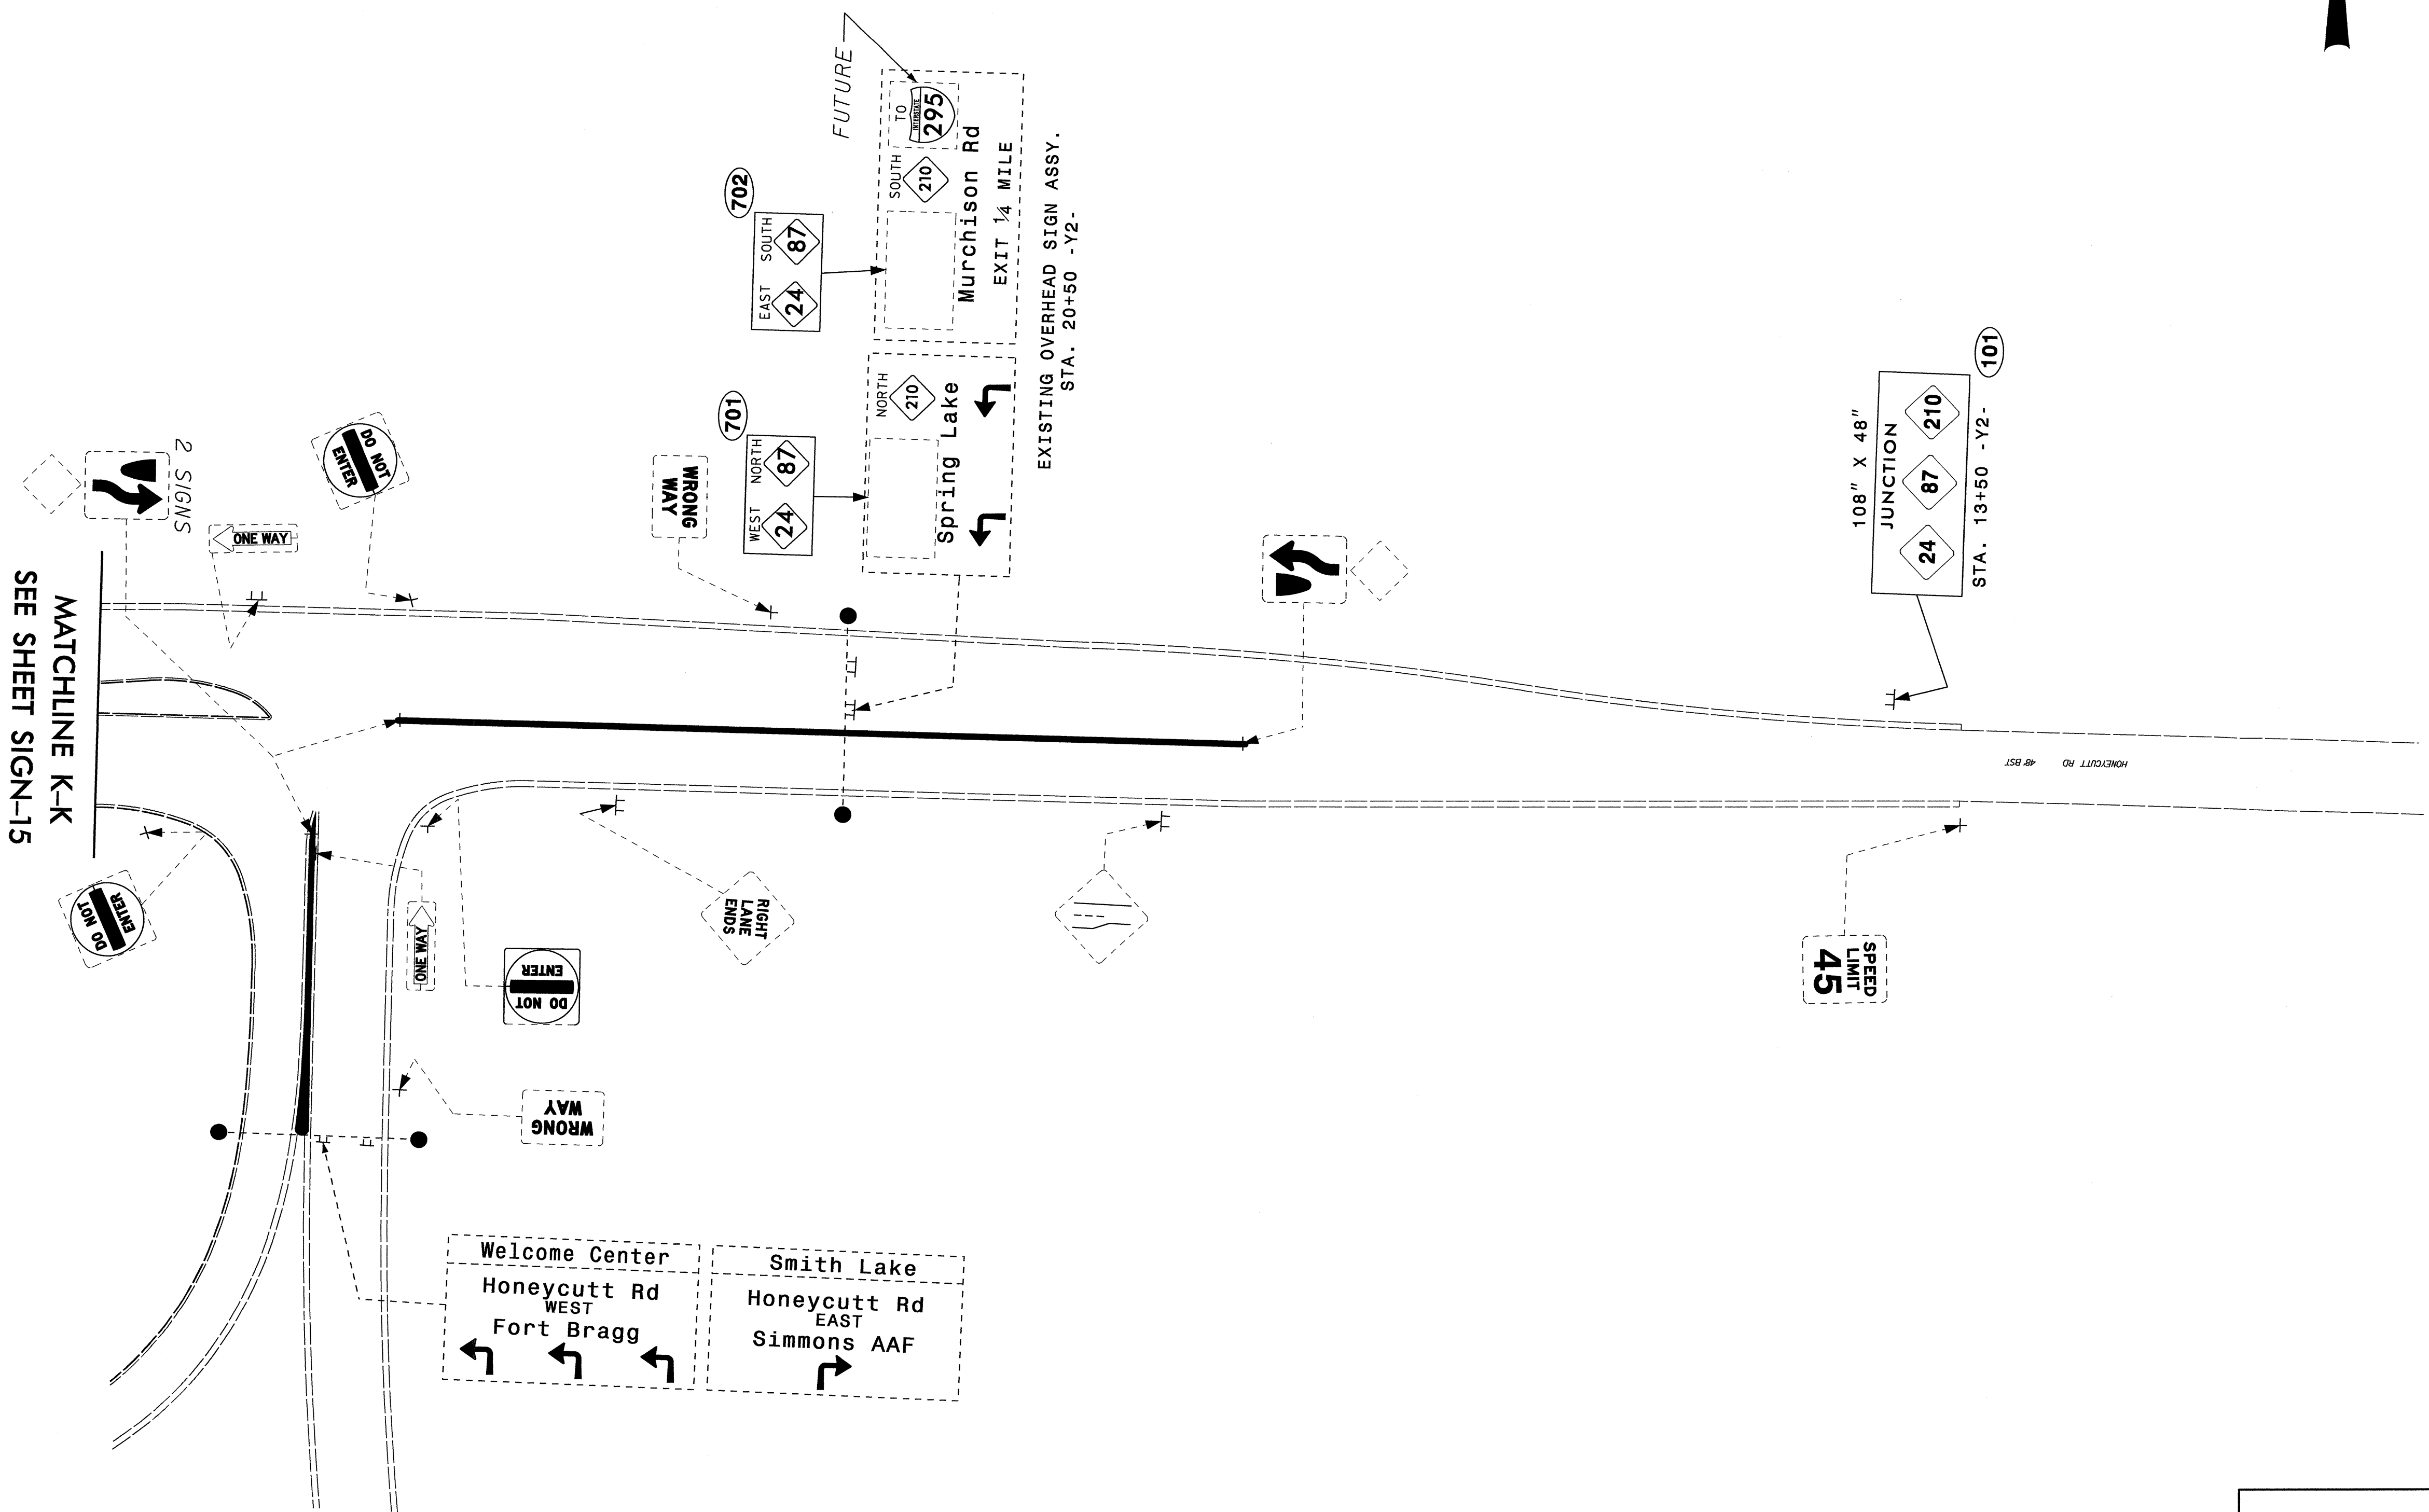 FUTURE
TO
INTERSTATE
295
SOUTH
210
Murchison Rd
EXIT 1/4 MILE
702
EAST SOUTH
24 87
EXISTING OVERHEAD SIGN ASSY.
STA. 20+50 -Y2-
701
WEST NORTH
24 87
NORTH
210
Spring Lake
101
108" X 48"
JUNCTION
24 87 210
STA. 13+50 -Y2-
2 SIGNS
DO NOT
ENTER
ONE WAY
WRONG
WAY
MATCHLINE K-K
SEE SHEET SIGN-15
HONEYCUTT RD 48' BST
DO NOT
ENTER
ONE WAY
RIGHT
LANE
ENDS
DO NOT
ENTER
WRONG
WAY
SPEED
LIMIT
45
Welcome Center
Honeycutt Rd
WEST
Fort Bragg
Smith Lake
Honeycutt Rd
EAST
Simmons AAF